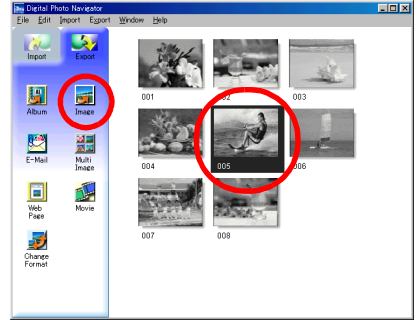 Digital Photo Navigator
File Edit Import Export Window Help
Import Export
001 002 003
Album Image
004 005 006
E-Mail Multi Image
Web Page Movie
007 008
Change Format